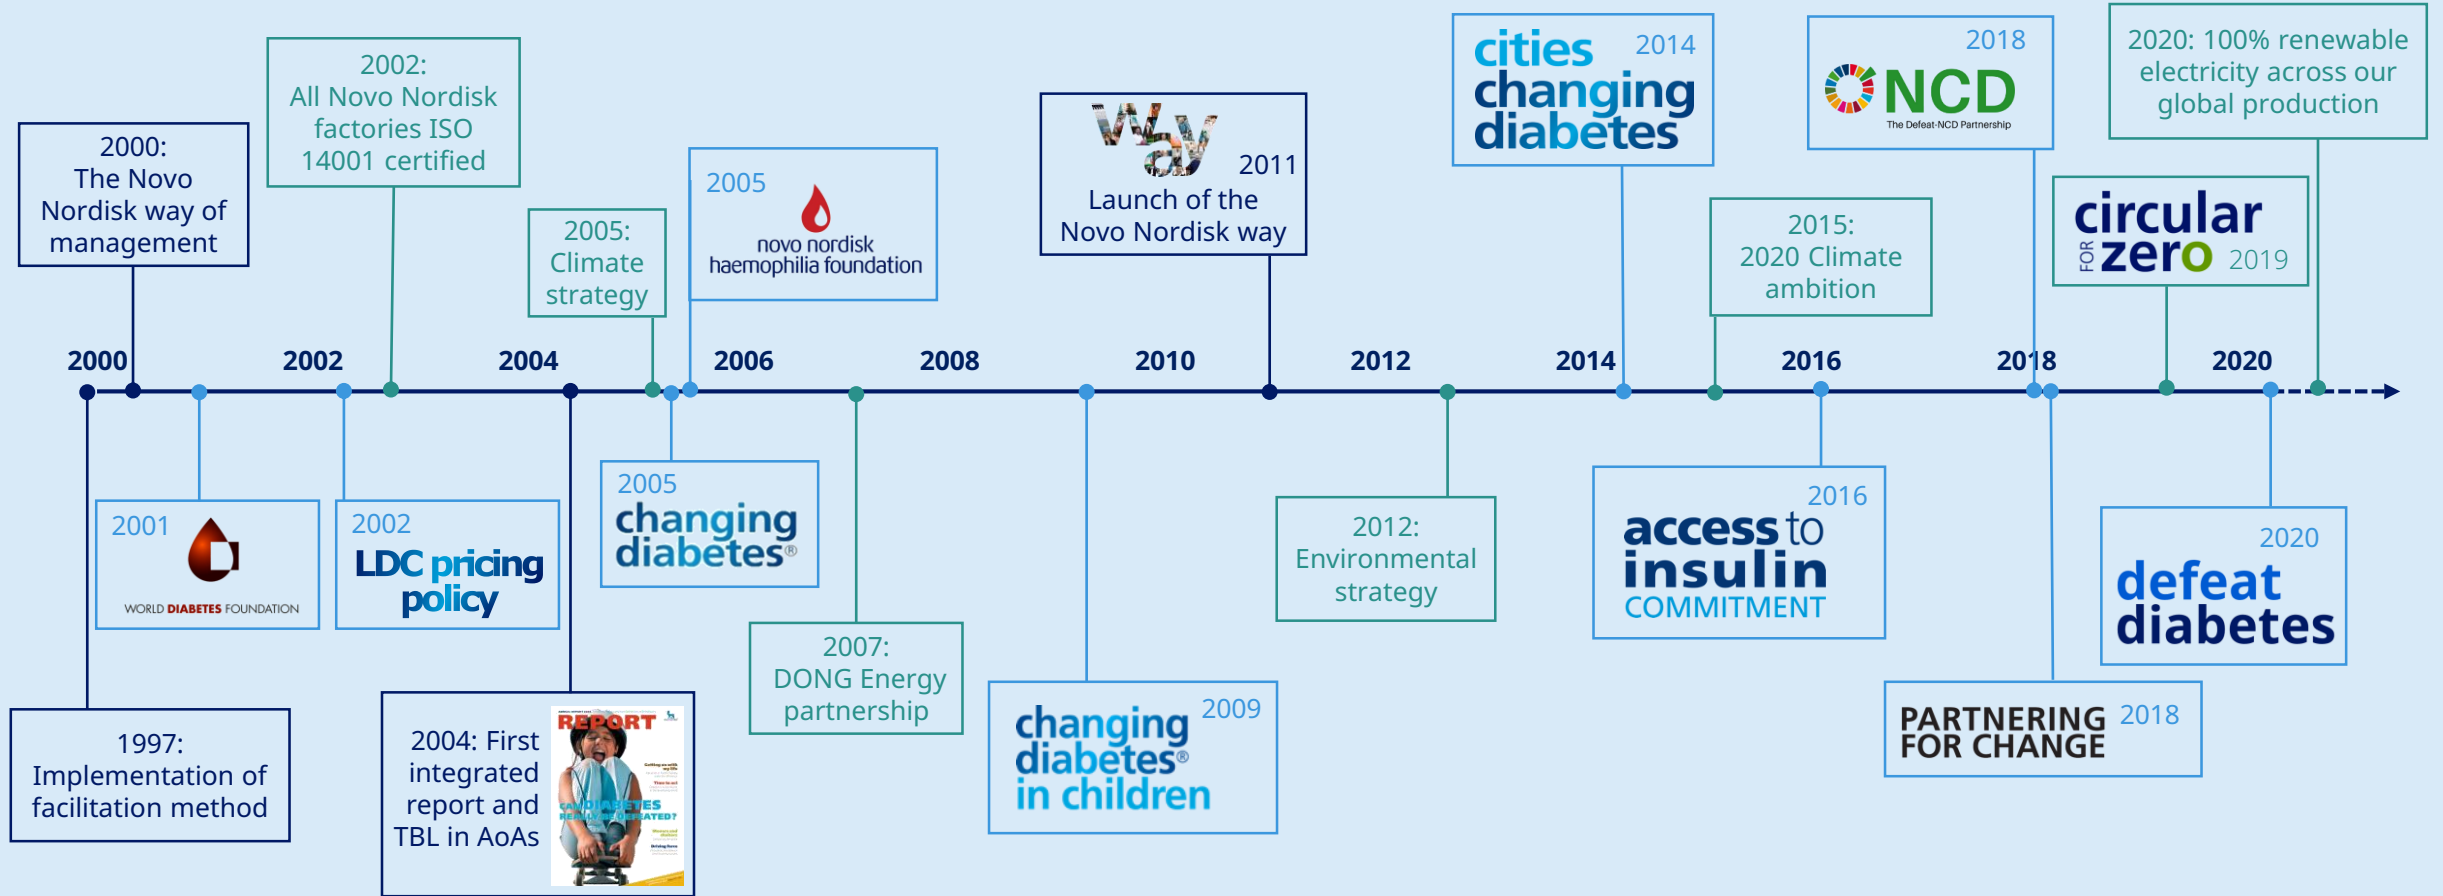 2000:
The Novo
Nordisk way of
management
2002:
All Novo Nordisk
factories ISO
14001 certified
2005:
Climate
strategy
2005
novo nordisk
haemophilia foundation
way
2011
Launch of the
Novo Nordisk way
cities
2014
changing
diabetes
2015:
2020 Climate
ambition
2018
NCD
The Defeat-NCD Partnership
circular
FOR zero 2019
2020: 100% renewable
electricity across our
global production
2000 2002 2004 2006 2008 2010 2012 2014 2016 2018 2020
1997:
Implementation of
facilitation method
2001
WORLD DIABETES FOUNDATION
2002
LDC pricing
policy
2004: First
integrated
report and
TBL in AoAs
REPORT
CAN DIABETES
REALLY BE DEFEATED?
2005
changing
diabetes®
2007:
DONG Energy
partnership
2009
changing
diabetes®
in children
2012:
Environmental
strategy
2016
access to
insulin
COMMITMENT
PARTNERING 2018
FOR CHANGE
2020
defeat
diabetes